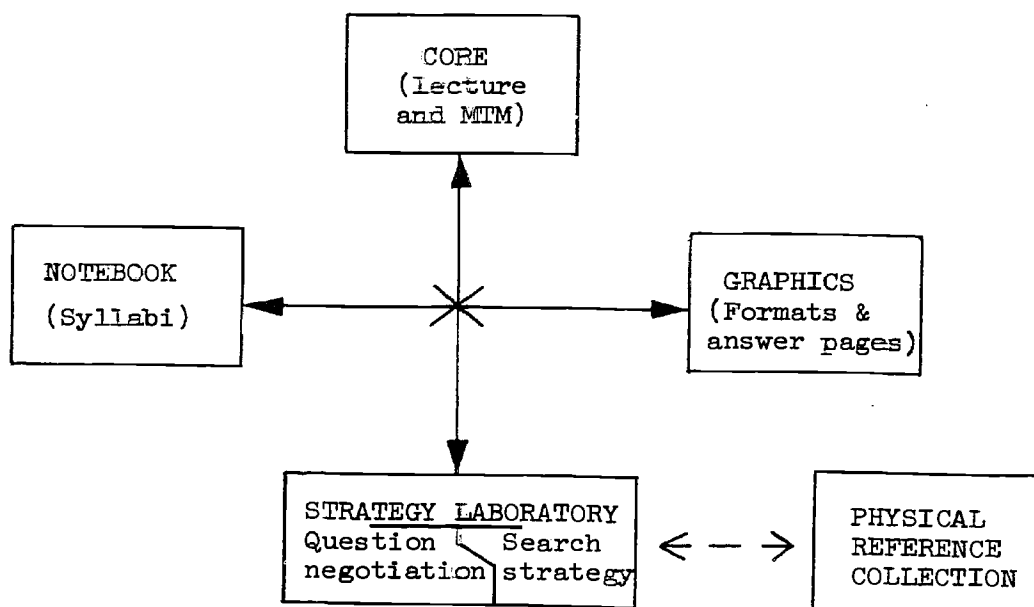 CORE
(lecture
and MTM)
NOTEBOOK
(Syllabi)
GRAPHICS
(Formats &
answer pages)
STRATEGY LABORATORY
Question Search
negotiation strategy
PHYSICAL
REFERENCE
COLLECTION